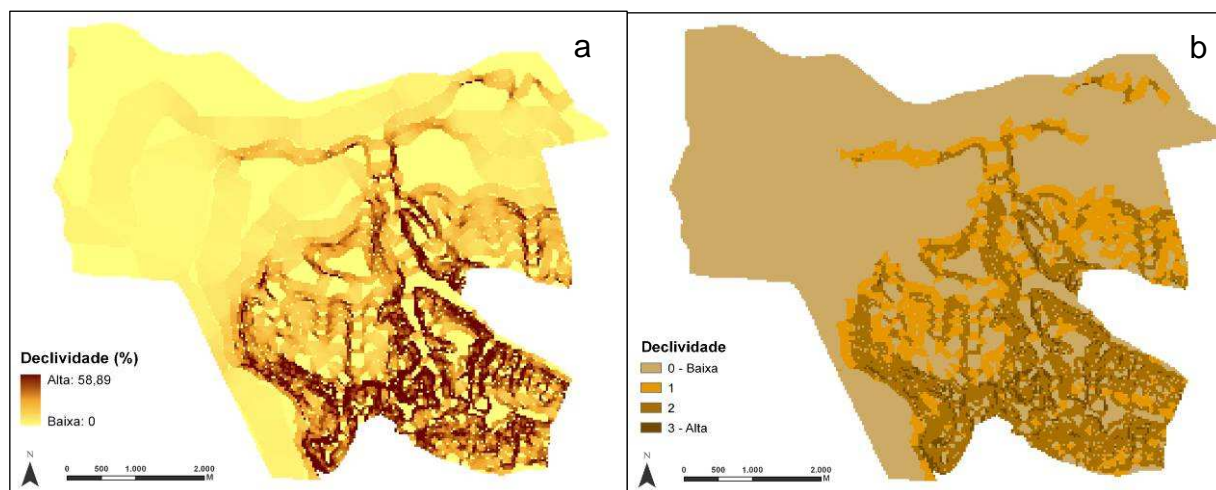 a
Declividade (%)
Alta: 58,89
Baixa: 0
N
0 500 1.000 2.000
M
b
Declividade
0 - Baixa
1
2
3 - Alta
N
0 500 1.000 2.000
M